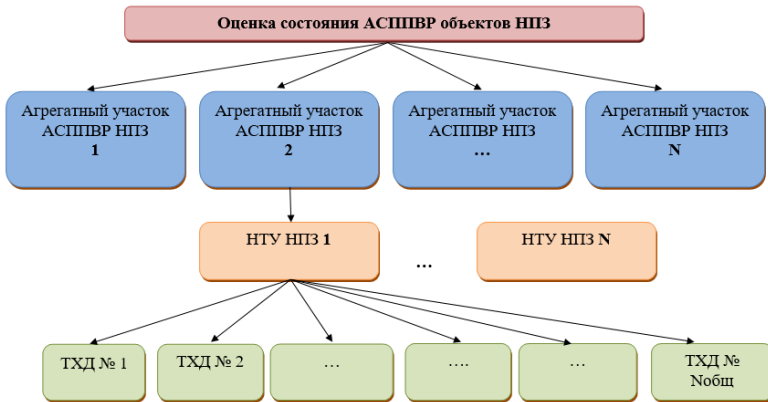 Оценка состояния АСППВР объектов НПЗ
Агрегатный участок
АСППВР НПЗ
1
Агрегатный участок
АСППВР НПЗ
2
Агрегатный участок
АСППВР НПЗ
…
Агрегатный участок
АСППВР НПЗ
N
НТУ НПЗ 1
…
НТУ НПЗ N
ТХД № 1
ТХД № 2
…
….
…
ТХД №
Nобщ